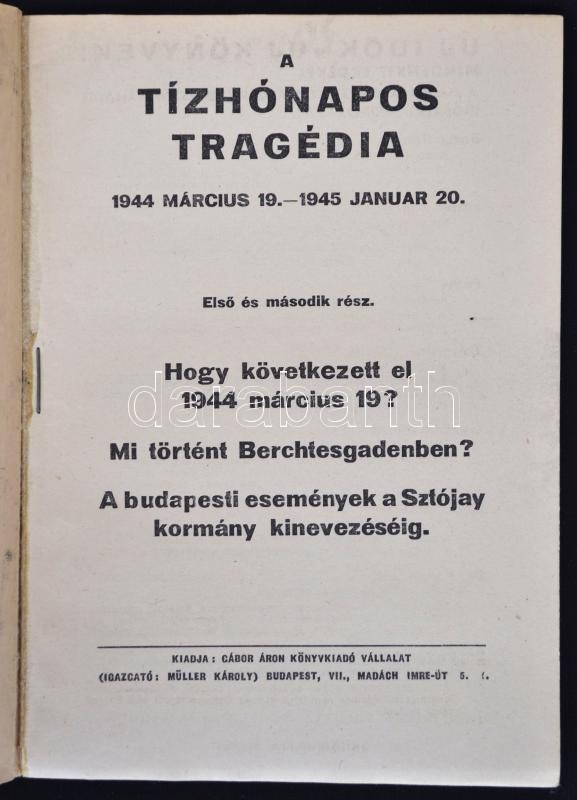 A
TÍZHÓNAPOS
TRAGÉDIA
1944 MÁRCIUS 19.—1945 JANUAR 20.
Első és második rész.
Hogy következett el
1944 március 19?
darabanth
Mi történt Berchtesgadenben?
A budapesti események a Sztójay
kormány kinevezéséig.
KIADJA: GÁBOR ÁRON KÖNYVKIADÓ VÁLLALAT
(IGAZGATÓ: MÜLLER KÁROLY) BUDAPEST, VII., MADÁCH IMRE-ÚT 5.